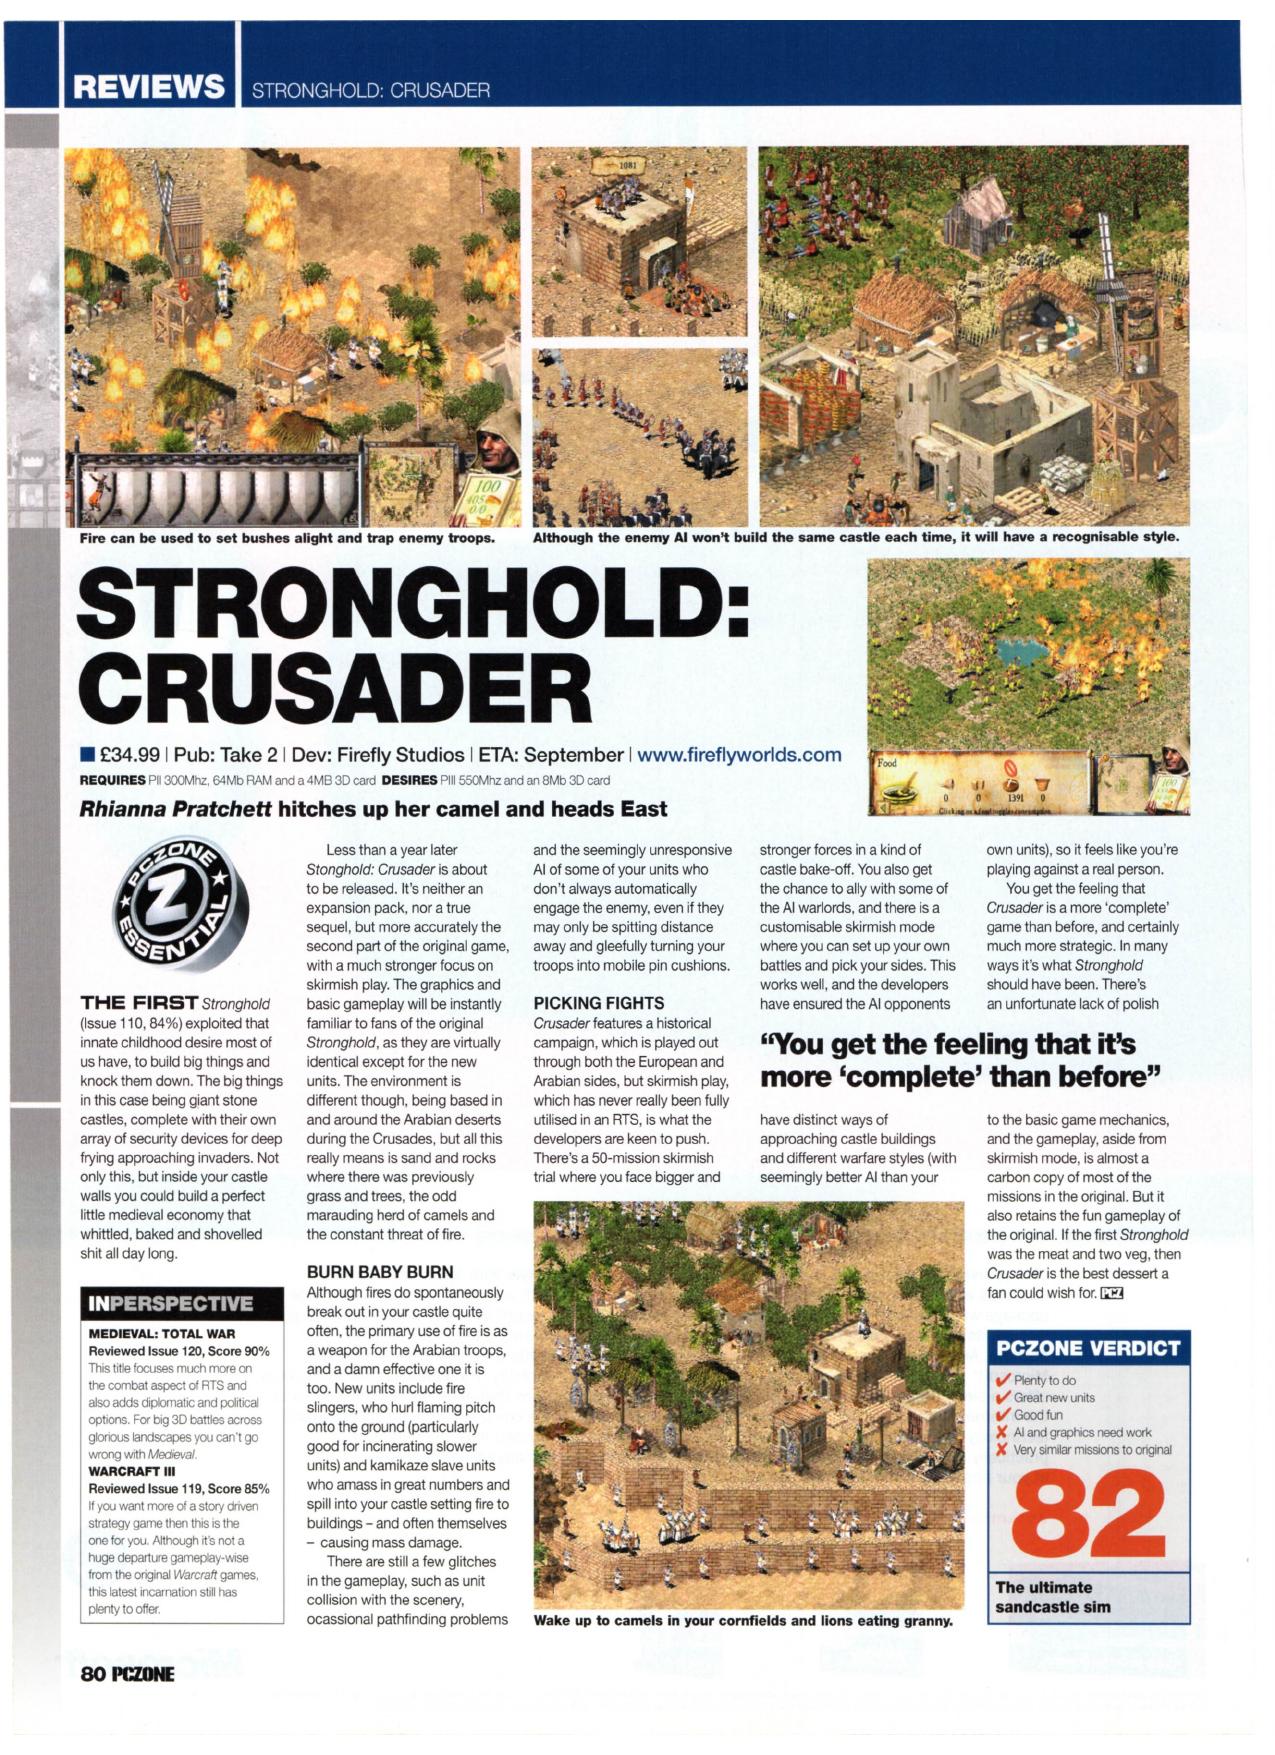 REVIEWS
STRONGHOLD: CRUSADER
1081
100
405
0/0
Fire can be used to set bushes alight and trap enemy troops.
Although the enemy AI won't build the same castle each time, it will have a recognisable style.
STRONGHOLD:
CRUSADER
£34.99 | Pub: Take 2 | Dev: Firefly Studios | ETA: September | www.fireflyworlds.com
REQUIRES PII 300Mhz, 64Mb RAM and a 4MB 3D card DESIRES PIII 550Mhz and an 8Mb 3D card
Rhianna Pratchett hitches up her camel and heads East
Food
0 0 1391 0
100
PCZONE
Z
ESSENTIAL
THE FIRST Stronghold
(Issue 110, 84%) exploited that
innate childhood desire most of
us have, to build big things and
knock them down. The big things
in this case being giant stone
castles, complete with their own
array of security devices for deep
frying approaching invaders. Not
only this, but inside your castle
walls you could build a perfect
little medieval economy that
whittled, baked and shovelled
shit all day long.
INPERSPECTIVE
MEDIEVAL: TOTAL WAR
Reviewed Issue 120, Score 90%
This title focuses much more on
the combat aspect of RTS and
also adds diplomatic and political
options. For big 3D battles across
glorious landscapes you can't go
wrong with Medieval.
WARCRAFT III
Reviewed Issue 119, Score 85%
If you want more of a story driven
strategy game then this is the
one for you. Although it's not a
huge departure gameplay-wise
from the original Warcraft games,
this latest incarnation still has
plenty to offer.
Less than a year later
Stonghold: Crusader is about
to be released. It's neither an
expansion pack, nor a true
sequel, but more accurately the
second part of the original game,
with a much stronger focus on
skirmish play. The graphics and
basic gameplay will be instantly
familiar to fans of the original
Stronghold, as they are virtually
identical except for the new
units. The environment is
different though, being based in
and around the Arabian deserts
during the Crusades, but all this
really means is sand and rocks
where there was previously
grass and trees, the odd
marauding herd of camels and
the constant threat of fire.
BURN BABY BURN
Although fires do spontaneously
break out in your castle quite
often, the primary use of fire is as
a weapon for the Arabian troops,
and a damn effective one it is
too. New units include fire
slingers, who hurl flaming pitch
onto the ground (particularly
good for incinerating slower
units) and kamikaze slave units
who amass in great numbers and
spill into your castle setting fire to
buildings – and often themselves
– causing mass damage.
There are still a few glitches
in the gameplay, such as unit
collision with the scenery,
ocassional pathfinding problems
and the seemingly unresponsive
AI of some of your units who
don't always automatically
engage the enemy, even if they
may only be spitting distance
away and gleefully turning your
troops into mobile pin cushions.
PICKING FIGHTS
Crusader features a historical
campaign, which is played out
through both the European and
Arabian sides, but skirmish play,
which has never really been fully
utilised in an RTS, is what the
developers are keen to push.
There's a 50-mission skirmish
trial where you face bigger and
stronger forces in a kind of
castle bake-off. You also get
the chance to ally with some of
the AI warlords, and there is a
customisable skirmish mode
where you can set up your own
battles and pick your sides. This
works well, and the developers
have ensured the AI opponents
"You get the feeling that it's
more 'complete' than before"
have distinct ways of
approaching castle buildings
and different warfare styles (with
seemingly better AI than your
own units), so it feels like you're
playing against a real person.
You get the feeling that
Crusader is a more 'complete'
game than before, and certainly
much more strategic. In many
ways it's what Stronghold
should have been. There's
an unfortunate lack of polish
to the basic game mechanics,
and the gameplay, aside from
skirmish mode, is almost a
carbon copy of most of the
missions in the original. But it
also retains the fun gameplay of
the original. If the first Stronghold
was the meat and two veg, then
Crusader is the best dessert a
fan could wish for. PCZ
Wake up to camels in your cornfields and lions eating granny.
PCZONE VERDICT
Plenty to do
Great new units
Good fun
AI and graphics need work
Very similar missions to original
82
The ultimate
sandcastle sim
80 PCZONE